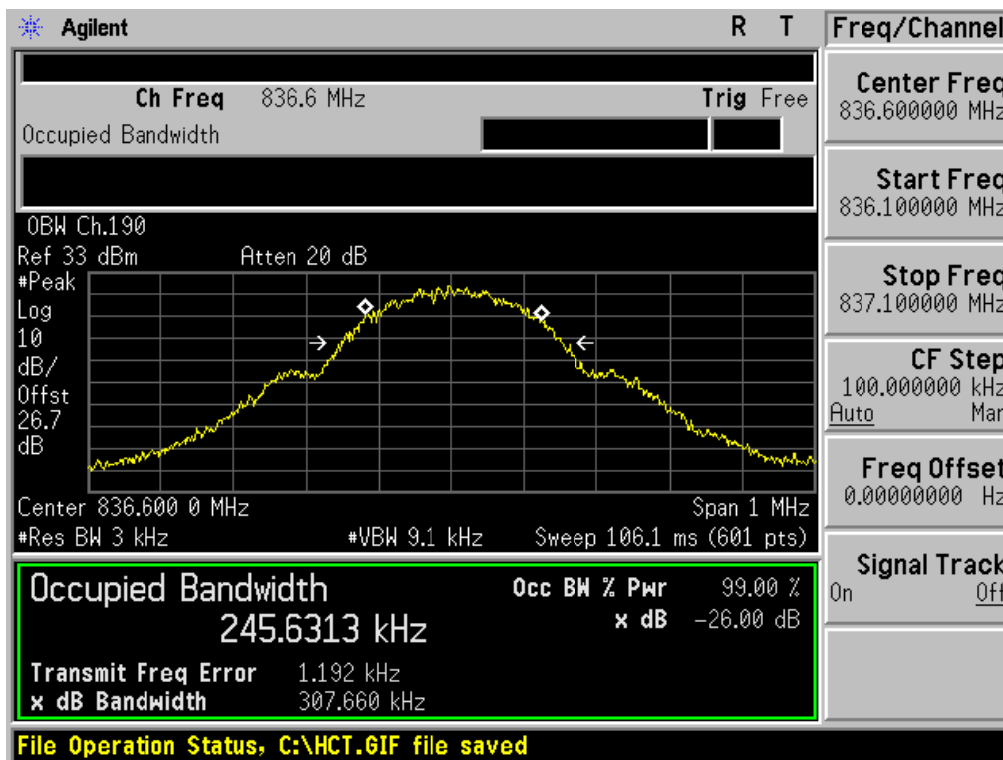 Agilent R T Freq/Channel
Ch Freq 836.6 MHz Trig Free
Occupied Bandwidth
Center Freq
836.600000 MHz
Start Freq
836.100000 MHz
Stop Freq
837.100000 MHz
CF Step
100.000000 kHz
Auto Man
Freq Offset
0.00000000 Hz
Signal Track
On Off
OBW Ch.190
Ref 33 dBm Atten 20 dB
#Peak
Log
10
dB/
Offst
26.7
dB
Center 836.600 0 MHz Span 1 MHz
#Res BW 3 kHz #VBW 9.1 kHz Sweep 106.1 ms (601 pts)
Occupied Bandwidth Occ BW % Pwr 99.00 %
245.6313 kHz x dB -26.00 dB
Transmit Freq Error 1.192 kHz
x dB Bandwidth 307.660 kHz
File Operation Status, C:\HCT.GIF file saved